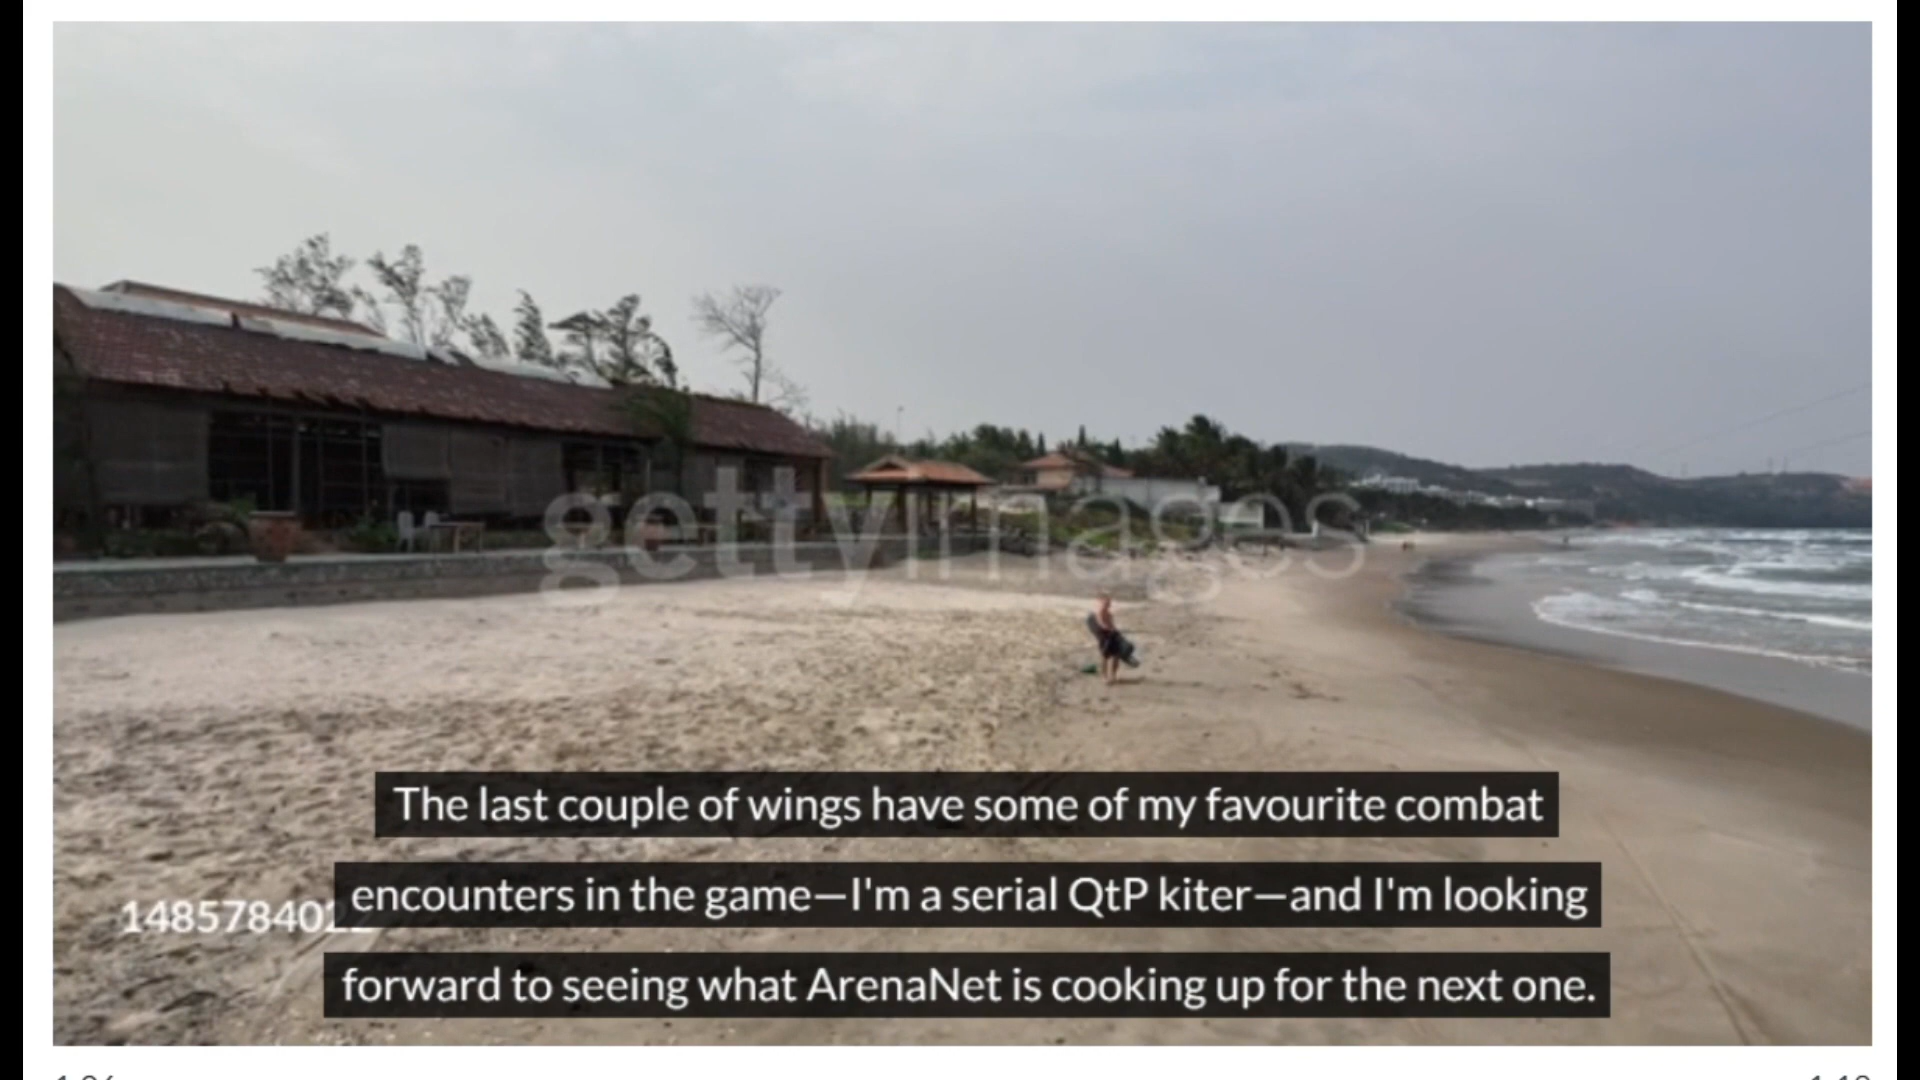 gettyimages
The last couple of wings have some of my favourite combat
encounters in the game—I'm a serial QtP kiter—and I'm looking
1485784022
forward to seeing what ArenaNet is cooking up for the next one.